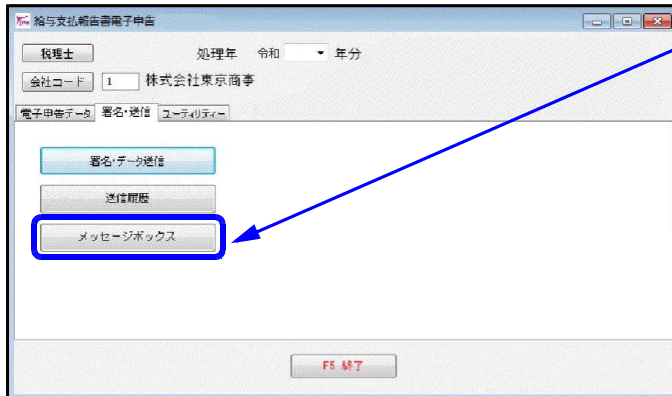 給与支払報告書電子申告
税理士 処理年 令和 年分
会社コード 1 株式会社東京商事
電子申告データ 署名・送信 ユーティリティー
署名・データ送信
送信履歴
メッセージボックス
F5 終了